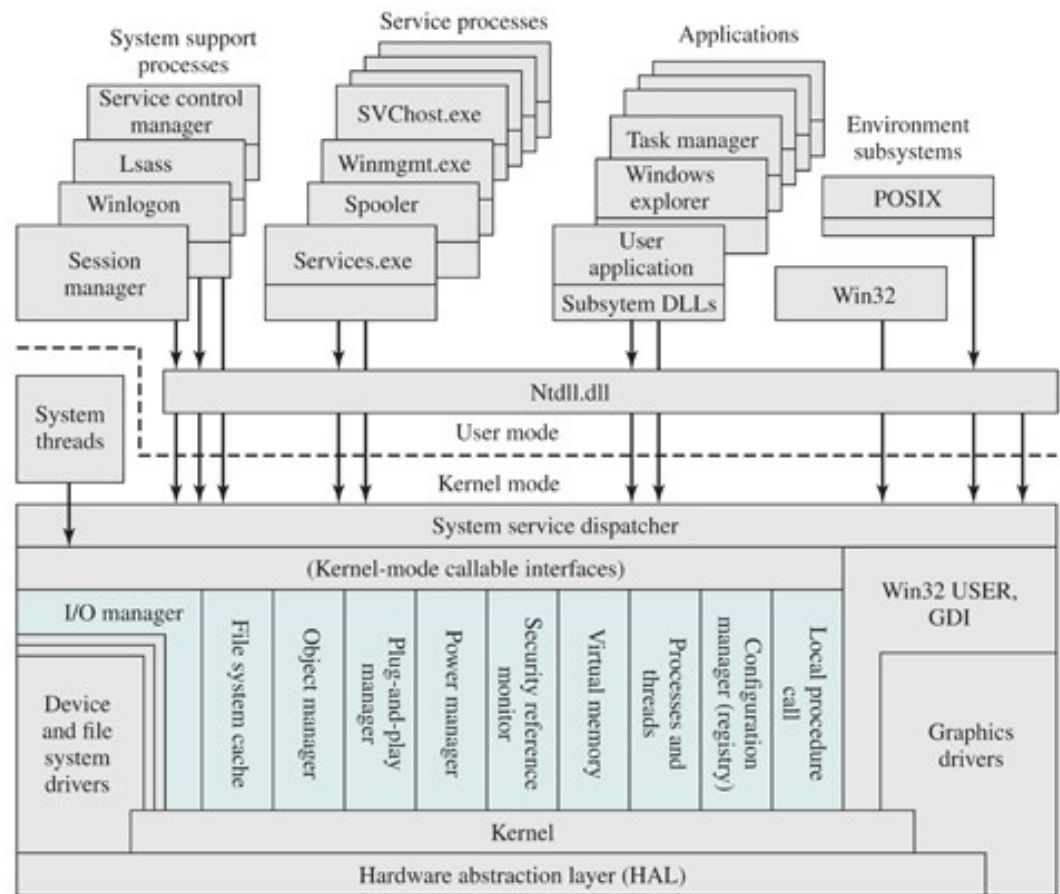 System support
processes
Service processes
Applications
Service control
manager
Lsass
Winlogon
Session
manager
SVChost.exe
Winmgmt.exe
Spooler
Services.exe
Task manager
Windows
explorer
User
application
Subsytem DLLs
Environment
subsystems
POSIX
Win32
System
threads
Ntdll.dll
User mode
Kernel mode
System service dispatcher
(Kernel-mode callable interfaces)
Win32 USER,
GDI
I/O manager
Device
and file
system
drivers
File system cache
Object manager
Plug-and-play
manager
Power manager
Security reference
monitor
Virtual memory
Processes and
threads
Configuration
manager (registry)
Local procedure
call
Graphics
drivers
Kernel
Hardware abstraction layer (HAL)